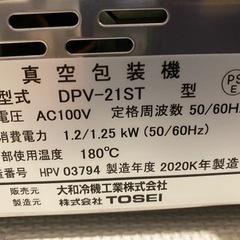 真空包装機
型式 DPV-21ST 型
電圧 AC100V 定格周波数 50/60Hz
消費電力 1.2/1.25 kW (50/60Hz)
部使用温度 180℃
HPV 03794 製造年度 2020年製造
販売元 大和冷機工業株式会社
製造元 株式会社 TOSEI
PS
E